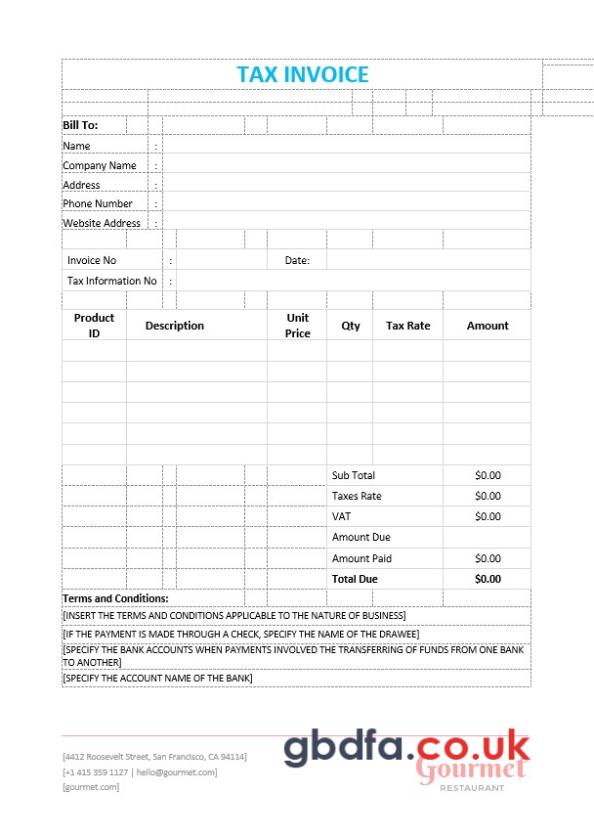 TAX INVOICE
Bill To:
Name :
Company Name :
Address :
Phone Number :
Website Address :
Invoice No : Date:
Tax Information No :
Product ID Description Unit Price Qty Tax Rate Amount
Sub Total $0.00
Taxes Rate $0.00
VAT $0.00
Amount Due
Amount Paid $0.00
Total Due $0.00
Terms and Conditions:
[INSERT THE TERMS AND CONDITIONS APPLICABLE TO THE NATURE OF BUSINESS]
[IF THE PAYMENT IS MADE THROUGH A CHECK, SPECIFY THE NAME OF THE DRAWEE]
[SPECIFY THE BANK ACCOUNTS WHEN PAYMENTS INVOLVED THE TRANSFERRING OF FUNDS FROM ONE BANK
TO ANOTHER]
[SPECIFY THE ACCOUNT NAME OF THE BANK]
gbdfa.co.uk
[4412 Roosevelt Street, San Francisco, CA 94114]
[+1 415 359 1127 | hello@gourmet.com]
[gourmet.com]
Gourmet
RESTAURANT